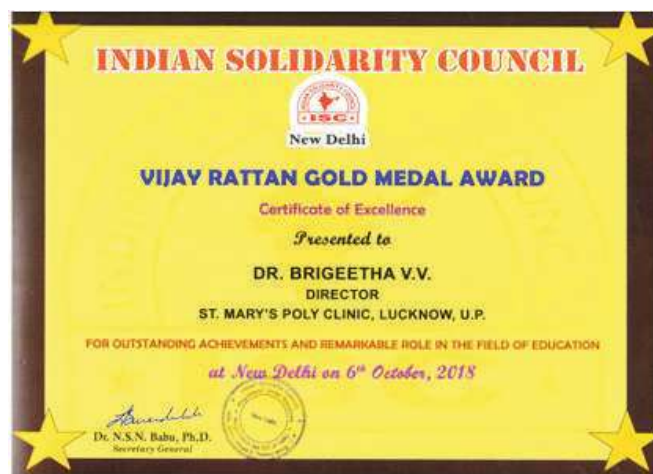 INDIAN SOLIDARITY COUNCIL
ISC
New Delhi
VIJAY RATTAN GOLD MEDAL AWARD
Certificate of Excellence
Presented to
DR. BRIGEETHA V.V.
DIRECTOR
ST. MARY'S POLY CLINIC, LUCKNOW, U.P.
FOR OUTSTANDING ACHIEVEMENTS AND REMARKABLE ROLE IN THE FIELD OF EDUCATION
at New Delhi on 6th October, 2018
Dr. N.S.N. Babu, Ph.D.
Secretary General